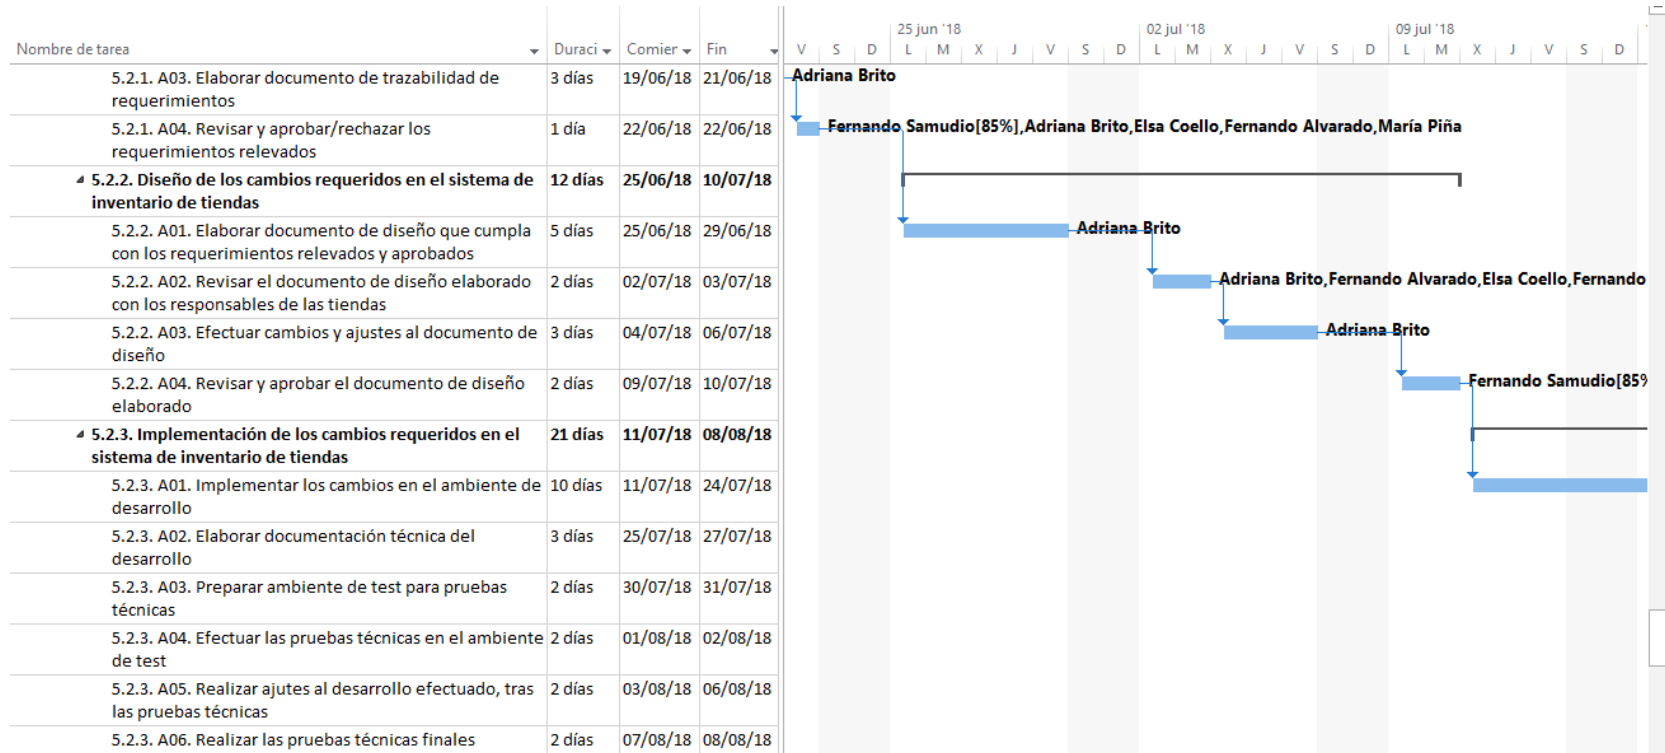 25 jun '18 02 jul '18 09 jul '18
Nombre de tarea Duraci Comier Fin V S D L M X J V S D L M X J V S D L M X J V S D
5.2.1. A03. Elaborar documento de trazabilidad de 3 días 19/06/18 21/06/18 Adriana Brito
requerimientos
5.2.1. A04. Revisar y aprobar/rechazar los 1 día 22/06/18 22/06/18 Fernando Samudio[85%],Adriana Brito,Elsa Coello,Fernando Alvarado,María Piña
requerimientos relevados
5.2.2. Diseño de los cambios requeridos en el sistema de 12 días 25/06/18 10/07/18
inventario de tiendas
5.2.2. A01. Elaborar documento de diseño que cumpla 5 días 25/06/18 29/06/18 Adriana Brito
con los requerimientos relevados y aprobados
5.2.2. A02. Revisar el documento de diseño elaborado 2 días 02/07/18 03/07/18 Adriana Brito,Fernando Alvarado,Elsa Coello,Fernando
con los responsables de las tiendas
5.2.2. A03. Efectuar cambios y ajustes al documento de 3 días 04/07/18 06/07/18 Adriana Brito
diseño
5.2.2. A04. Revisar y aprobar el documento de diseño 2 días 09/07/18 10/07/18 Fernando Samudio[85%
elaborado
5.2.3. Implementación de los cambios requeridos en el 21 días 11/07/18 08/08/18
sistema de inventario de tiendas
5.2.3. A01. Implementar los cambios en el ambiente de 10 días 11/07/18 24/07/18
desarrollo
5.2.3. A02. Elaborar documentación técnica del 3 días 25/07/18 27/07/18
desarrollo
5.2.3. A03. Preparar ambiente de test para pruebas 2 días 30/07/18 31/07/18
técnicas
5.2.3. A04. Efectuar las pruebas técnicas en el ambiente 2 días 01/08/18 02/08/18
de test
5.2.3. A05. Realizar ajutes al desarrollo efectuado, tras 2 días 03/08/18 06/08/18
las pruebas técnicas
5.2.3. A06. Realizar las pruebas técnicas finales 2 días 07/08/18 08/08/18